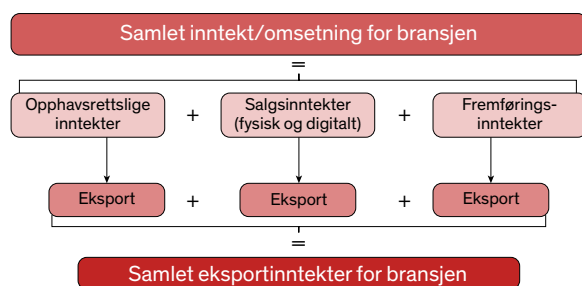 Samlet inntekt/omsetning for bransjen
=
Opphavsrettslige
inntekter
+
Salgsinntekter
(fysisk og digitalt)
+
Fremførings-
inntekter
Eksport + Eksport + Eksport
=
Samlet eksportinntekter for bransjen